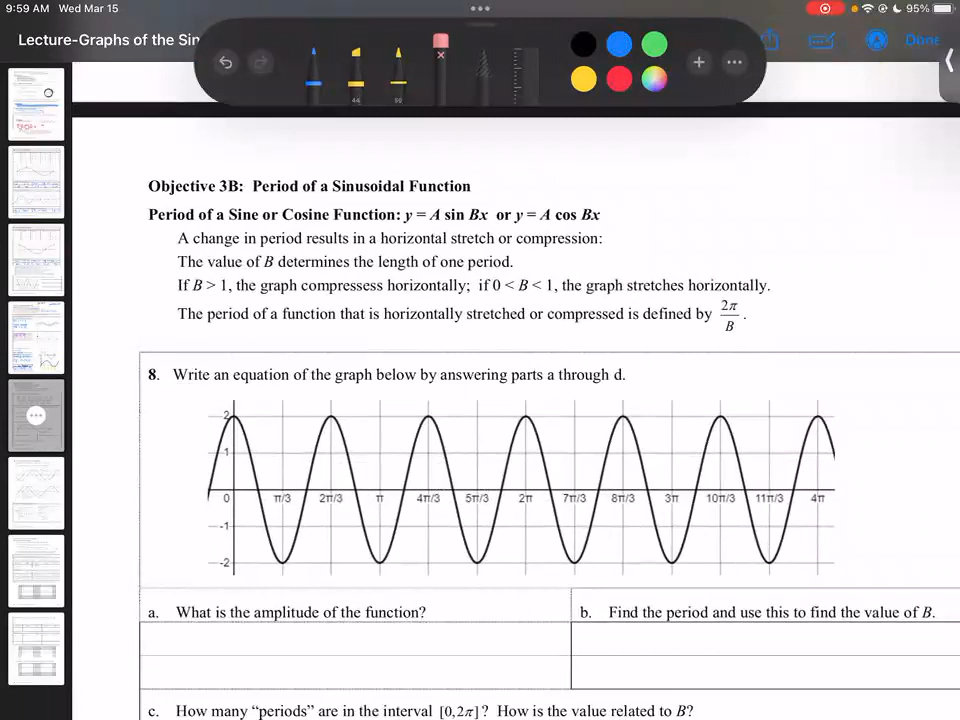 9:59 AM Wed Mar 15
95%
Lecture-Graphs of the Sin
Done
44
50
Objective 3B: Period of a Sinusoidal Function
Period of a Sine or Cosine Function: y = A sin Bx or y = A cos Bx
A change in period results in a horizontal stretch or compression:
The value of B determines the length of one period.
If B > 1, the graph compressess horizontally; if 0 < B < 1, the graph stretches horizontally.
The period of a function that is horizontally stretched or compressed is defined by 2π/B.
8. Write an equation of the graph below by answering parts a through d.
2
1
0 π/3 2π/3 π 4π/3 5π/3 2π 7π/3 8π/3 3π 10π/3 11π/3 4π
-1
-2
a. What is the amplitude of the function?
b. Find the period and use this to find the value of B.
c. How many “periods” are in the interval [0,2π]? How is the value related to B?